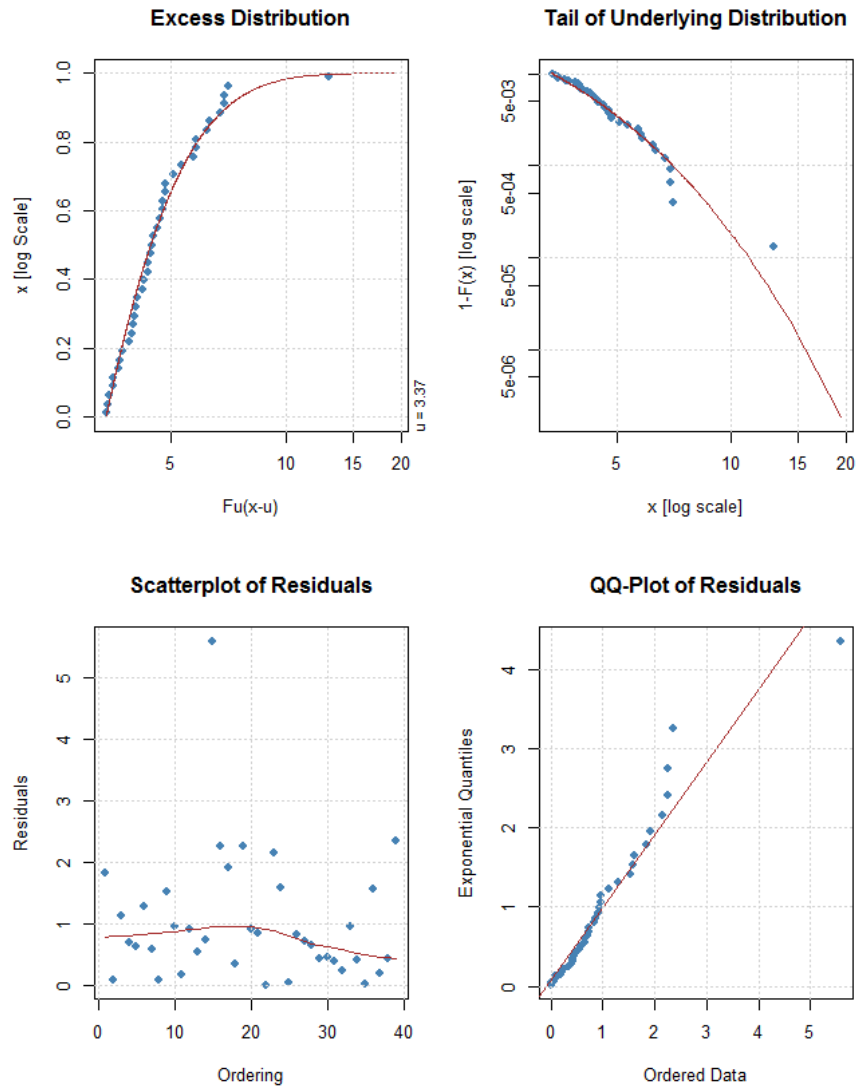 Excess Distribution
x [log Scale]
0.0 0.2 0.4 0.6 0.8 1.0
5 10 15 20
Fu(x-u)
u = 3.37
Tail of Underlying Distribution
1-F(x) [log scale]
5e-06 5e-05 5e-04 5e-03
5 10 15 20
x [log scale]
Scatterplot of Residuals
Residuals
0 1 2 3 4 5
0 10 20 30 40
Ordering
QQ-Plot of Residuals
Exponential Quantiles
0 1 2 3 4
0 1 2 3 4 5
Ordered Data